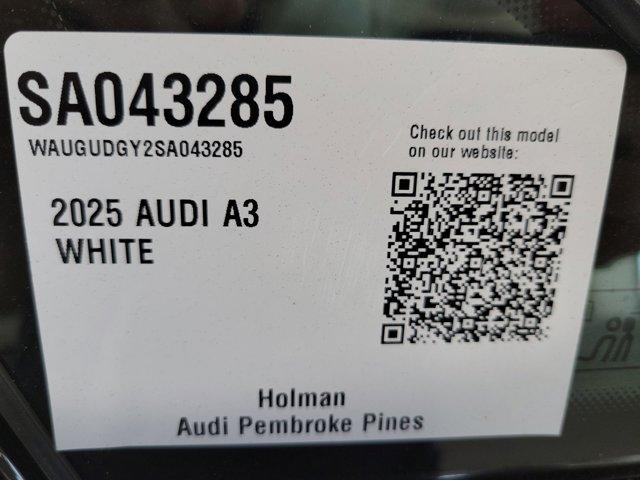 SA043285
WAUGUDGY2SA043285
Check out this model
on our website:
2025 AUDI A3
WHITE
Holman
Audi Pembroke Pines